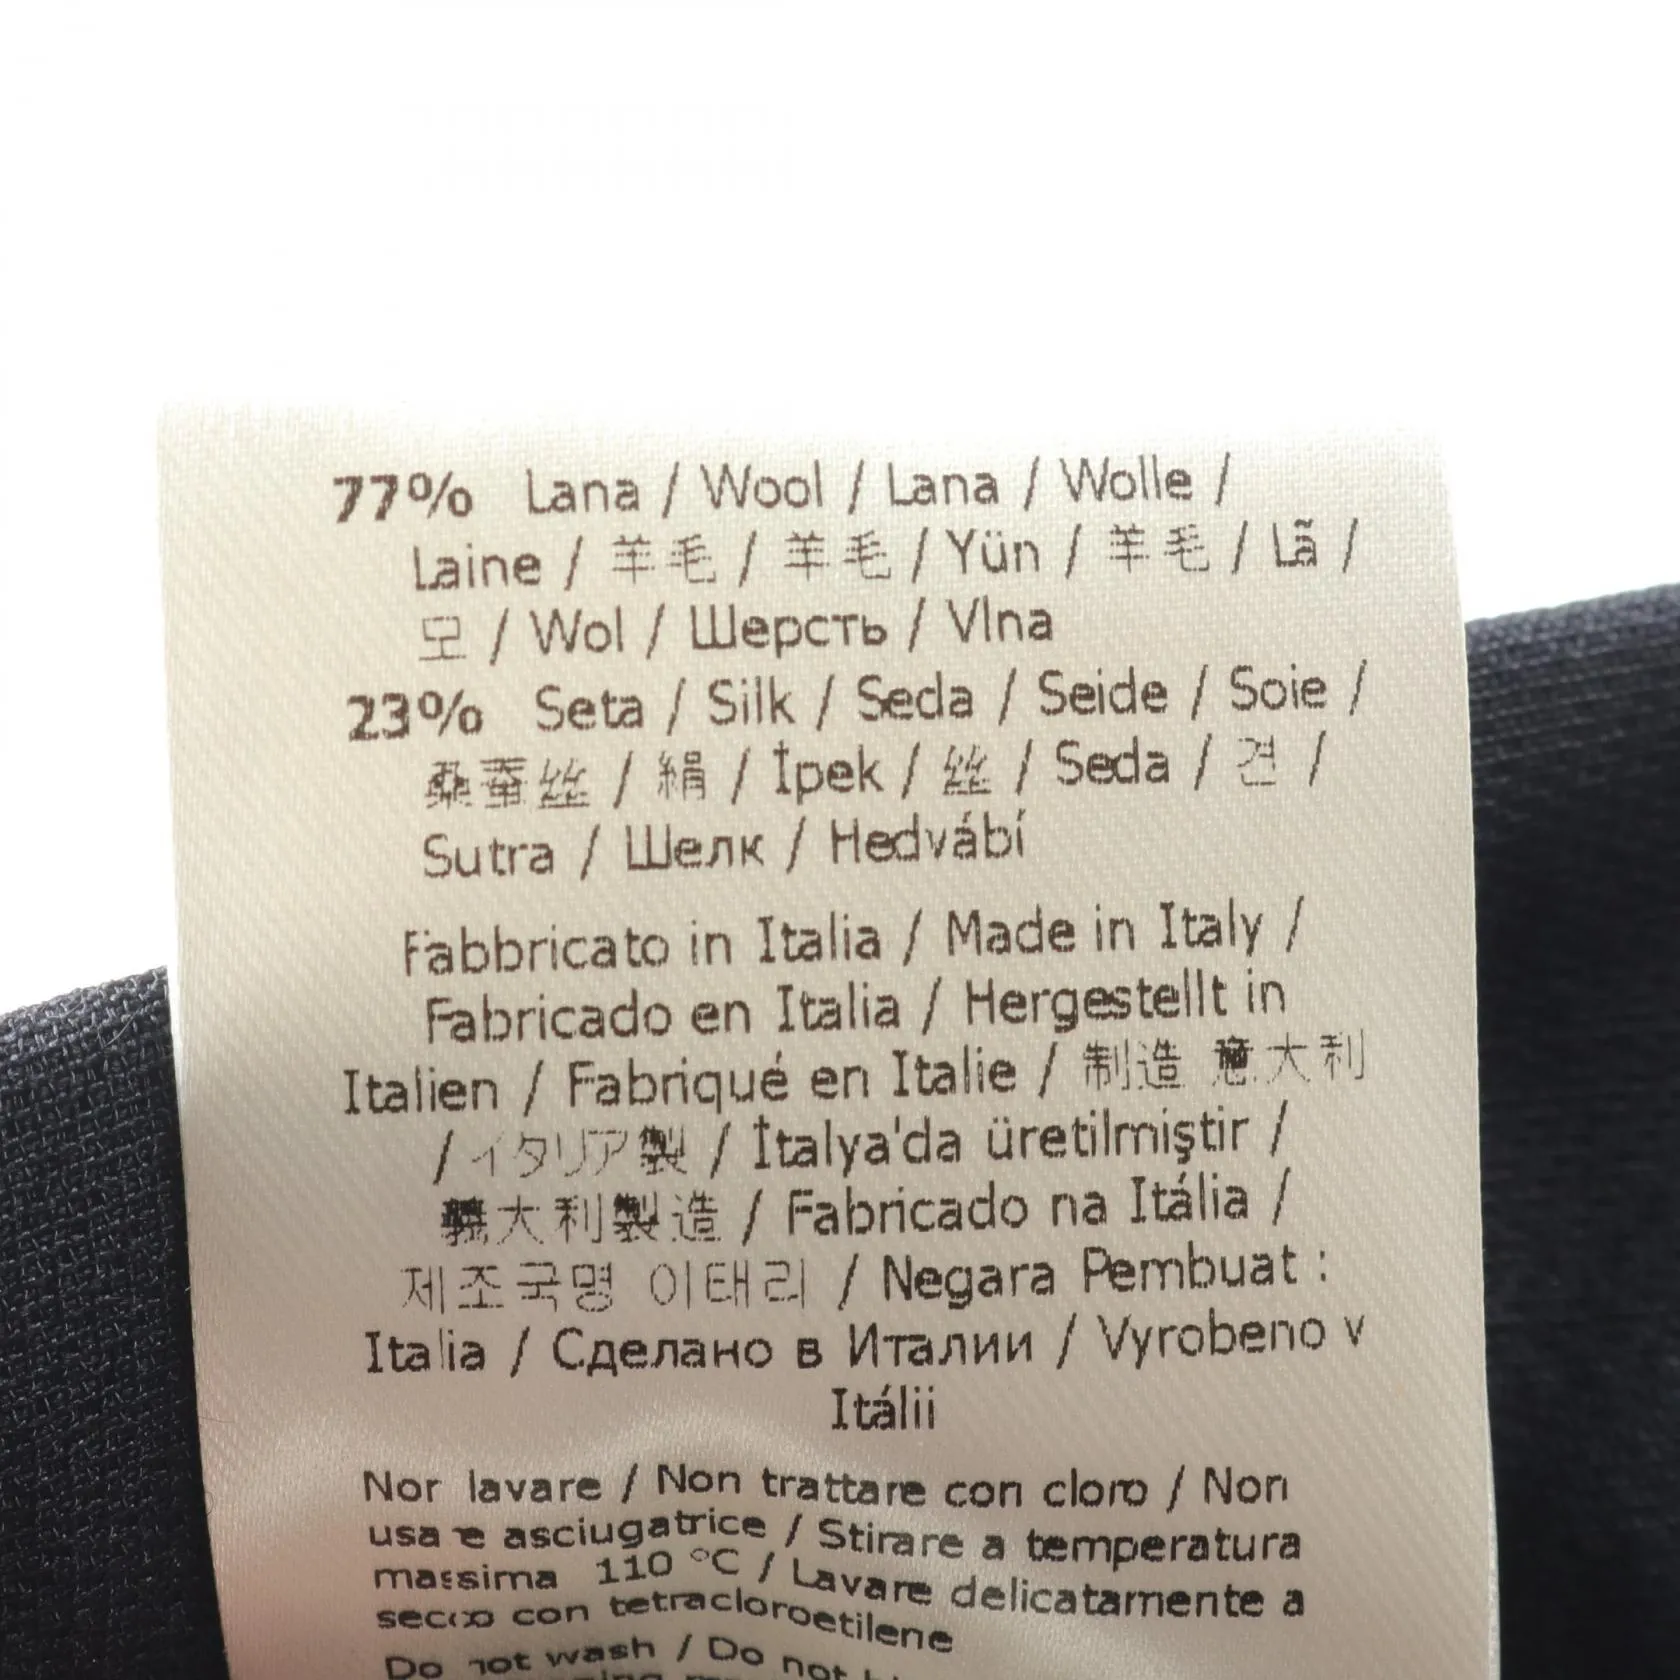 77% Lana / Wool / Lana / Wolle /
Laine / 羊毛 / 羊毛 / Yün / 羊毛 / Lã /
모 / Wol / Шерсть / Vlna
23% Seta / Silk / Seda / Seide / Soie /
桑蚕丝 / 絹 / İpek / 丝 / Seda / 견 /
Sutra / Шелк / Hedvábí
Fabbricato in Italia / Made in Italy /
Fabricado en Italia / Hergestellt in
Italien / Fabriqué en Italie / 制造 意大利
/ イタリア製 / İtalya'da üretilmiştir /
義大利製造 / Fabricado na Itália /
제조국명 이태리 / Negara Pembuat :
Italia / Сделано в Италии / Vyrobeno v
Itálii
Non lavare / Non trattare con cloro / Non
usare asciugatrice / Stirare a temperatura
massima 110 °C / Lavare delicatamente a
secco con tetracloroetilene
Do not wash / Do not